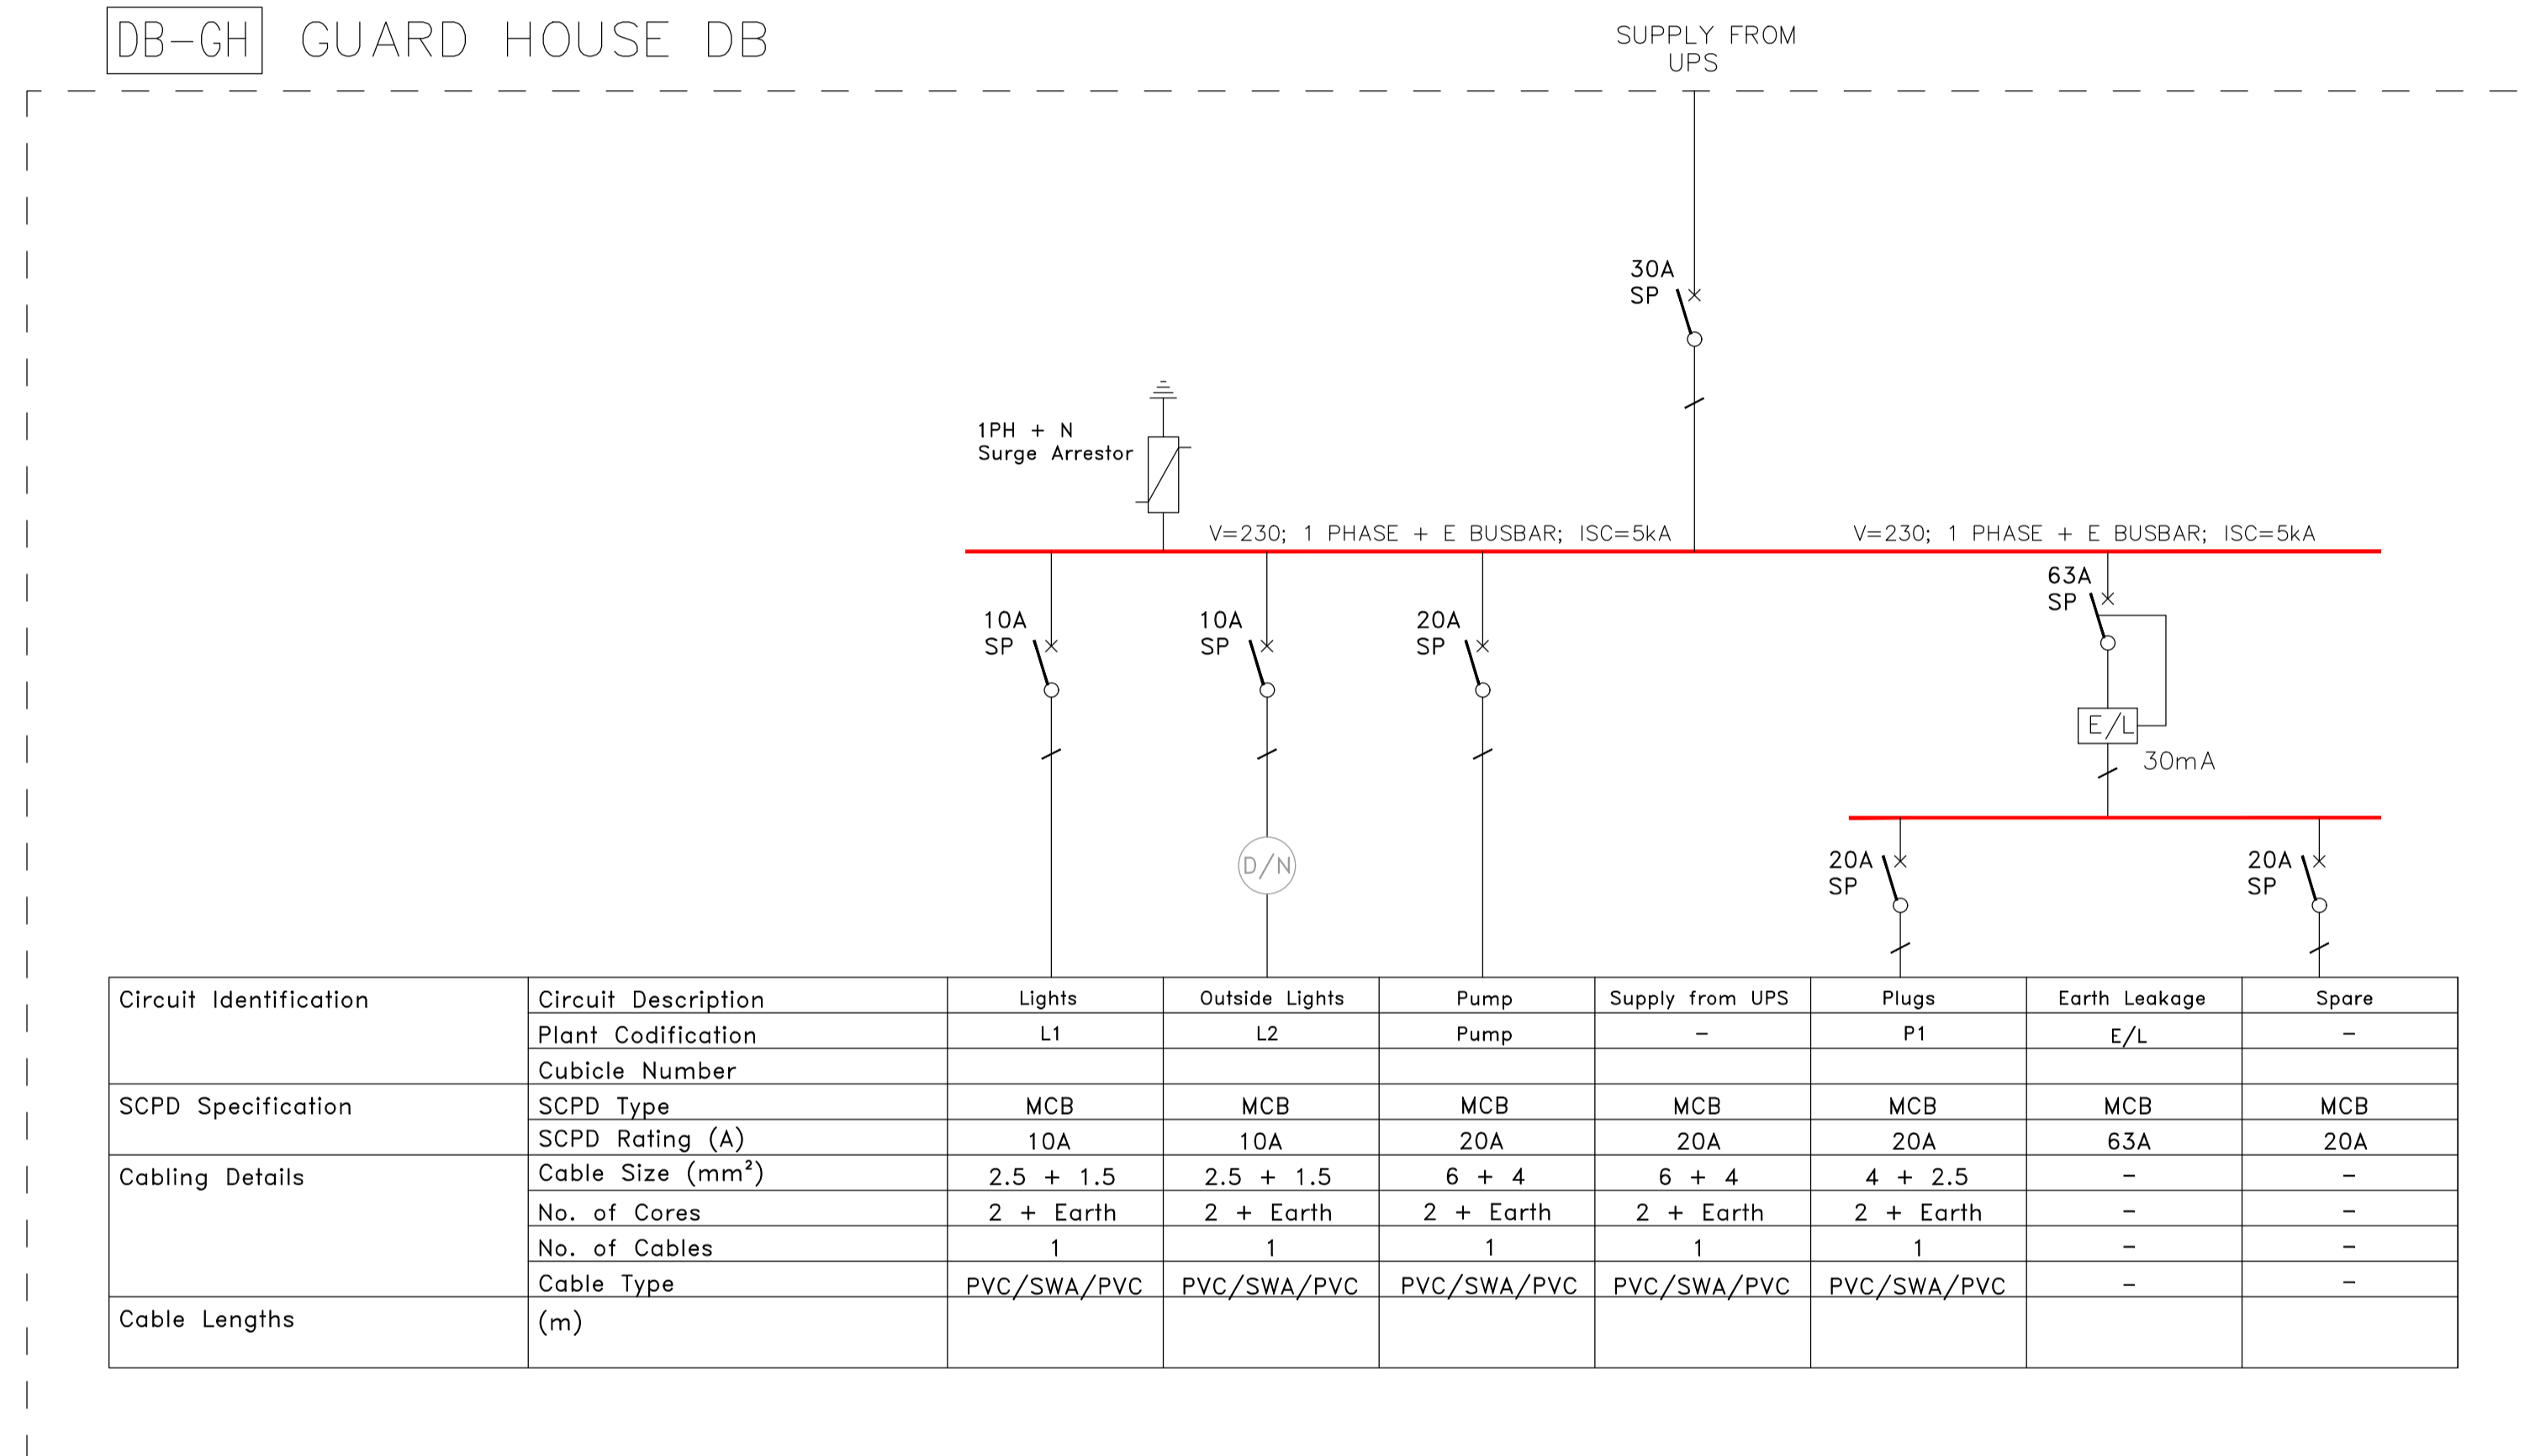 DB-GH GUARD HOUSE DB
SUPPLY FROM
UPS
30A
SP
1PH + N
Surge Arrestor
V=230; 1 PHASE + E BUSBAR; ISC=5kA
V=230; 1 PHASE + E BUSBAR; ISC=5kA
10A
SP
10A
SP
20A
SP
63A
SP
E/L
30mA
D/N
20A
SP
20A
SP
Circuit Identification Circuit Description Lights Outside Lights Pump Supply from UPS Plugs Earth Leakage Spare
Plant Codification L1 L2 Pump - P1 E/L -
Cubicle Number
SCPD Specification SCPD Type MCB MCB MCB MCB MCB MCB MCB
SCPD Rating (A) 10A 10A 20A 20A 20A 63A 20A
Cabling Details Cable Size (mm²) 2.5 + 1.5 2.5 + 1.5 6 + 4 6 + 4 4 + 2.5 - -
No. of Cores 2 + Earth 2 + Earth 2 + Earth 2 + Earth 2 + Earth - -
No. of Cables 1 1 1 1 1 - -
Cable Type PVC/SWA/PVC PVC/SWA/PVC PVC/SWA/PVC PVC/SWA/PVC PVC/SWA/PVC - -
Cable Lengths (m)